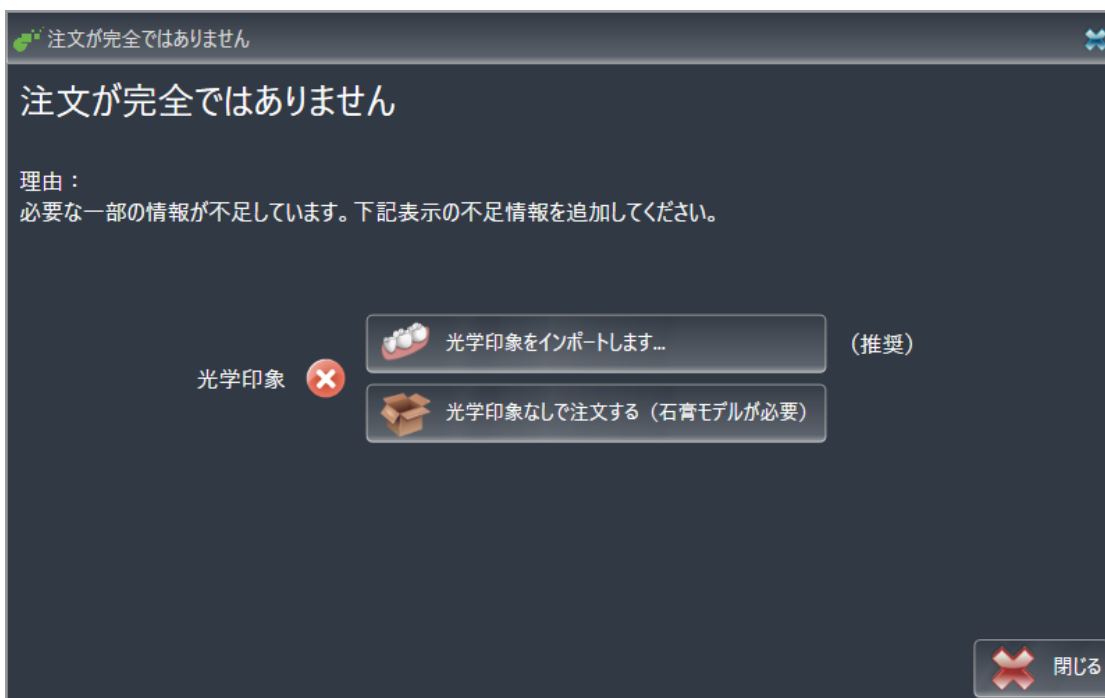 注文が完全ではありません
注文が完全ではありません
理由：
必要な一部の情報が不足しています。下記表示の不足情報を追加してください。
光学印象をインポートします...
（推奨）
光学印象
光学印象なしで注文する（石膏モデルが必要）
閉じる